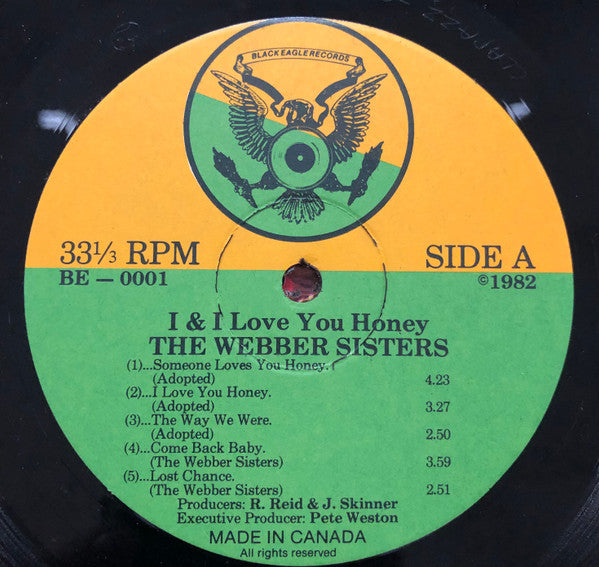 BLACK EAGLE RECORDS
33 1/3 RPM
SIDE A
BE — 0001
©1982
I & I Love You Honey
THE WEBBER SISTERS
(1)...Someone Loves You Honey.
(Adopted) 4.23
(2)...I Love You Honey.
(Adopted) 3.27
(3)...The Way We Were.
(Adopted) 2.50
(4)...Come Back Baby.
(The Webber Sisters) 3.59
(5)...Lost Chance.
(The Webber Sisters) 2.51
Producers: R. Reid & J. Skinner
Executive Producer: Pete Weston
MADE IN CANADA
All rights reserved